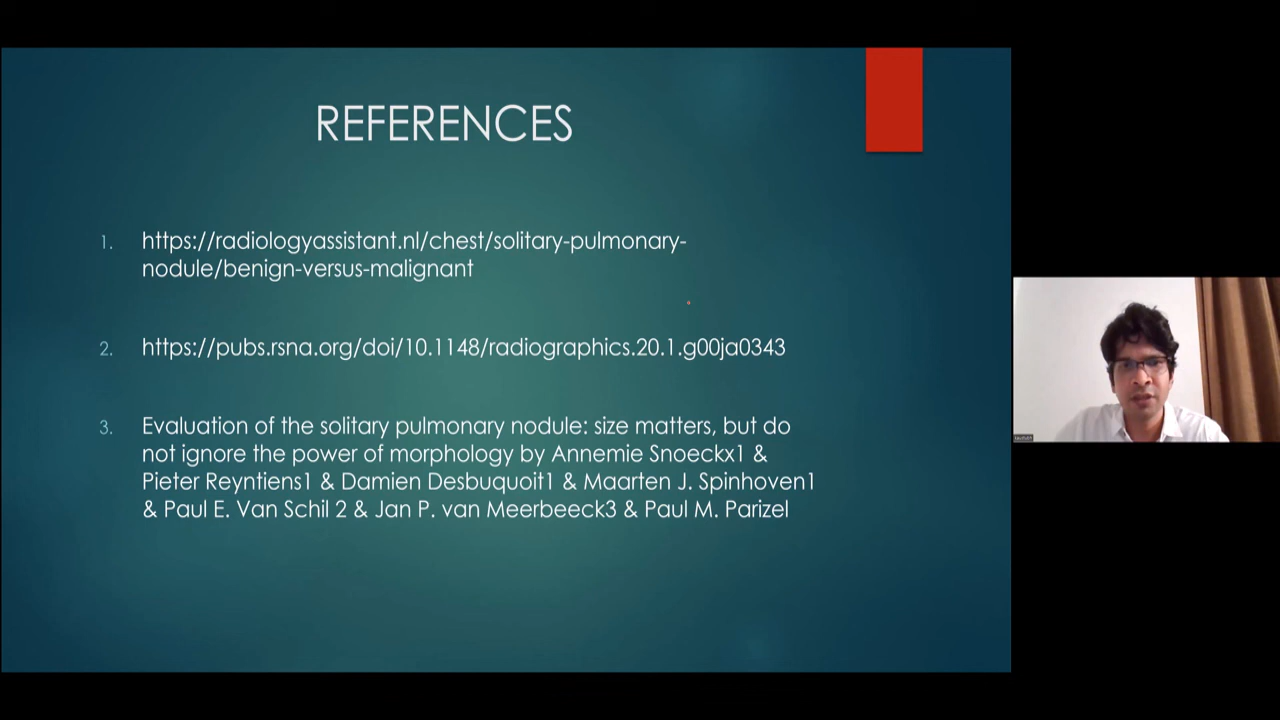 REFERENCES
1. https://radiologyassistant.nl/chest/solitary-pulmonary-
nodule/benign-versus-malignant
2. https://pubs.rsna.org/doi/10.1148/radiographics.20.1.g00ja0343
3. Evaluation of the solitary pulmonary nodule: size matters, but do
not ignore the power of morphology by Annemie Snoeckx1 &
Pieter Reyntiens1 & Damien Desbuquoit1 & Maarten J. Spinhoven1
& Paul E. Van Schil 2 & Jan P. van Meerbeeck3 & Paul M. Parizel